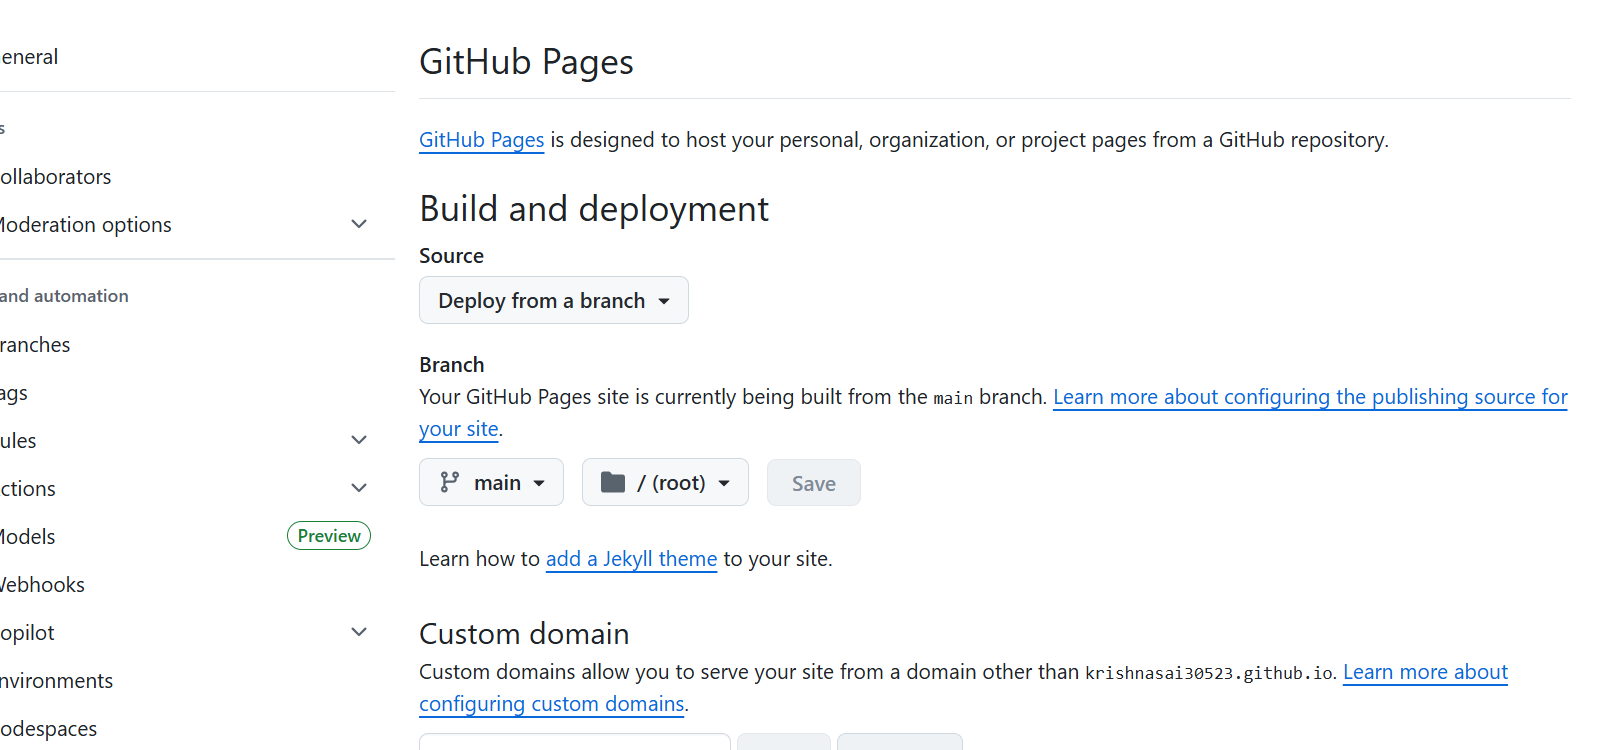 eneral
s
ollaborators
Moderation options
and automation
ranches
ags
ules
ctions
Models
Webhooks
opilot
nvironments
odespaces
Preview
GitHub Pages
GitHub Pages is designed to host your personal, organization, or project pages from a GitHub repository.
Build and deployment
Source
Deploy from a branch
Branch
Your GitHub Pages site is currently being built from the main branch. Learn more about configuring the publishing source for
your site.
main / (root) Save
Learn how to add a Jekyll theme to your site.
Custom domain
Custom domains allow you to serve your site from a domain other than krishnasai30523.github.io. Learn more about
configuring custom domains.